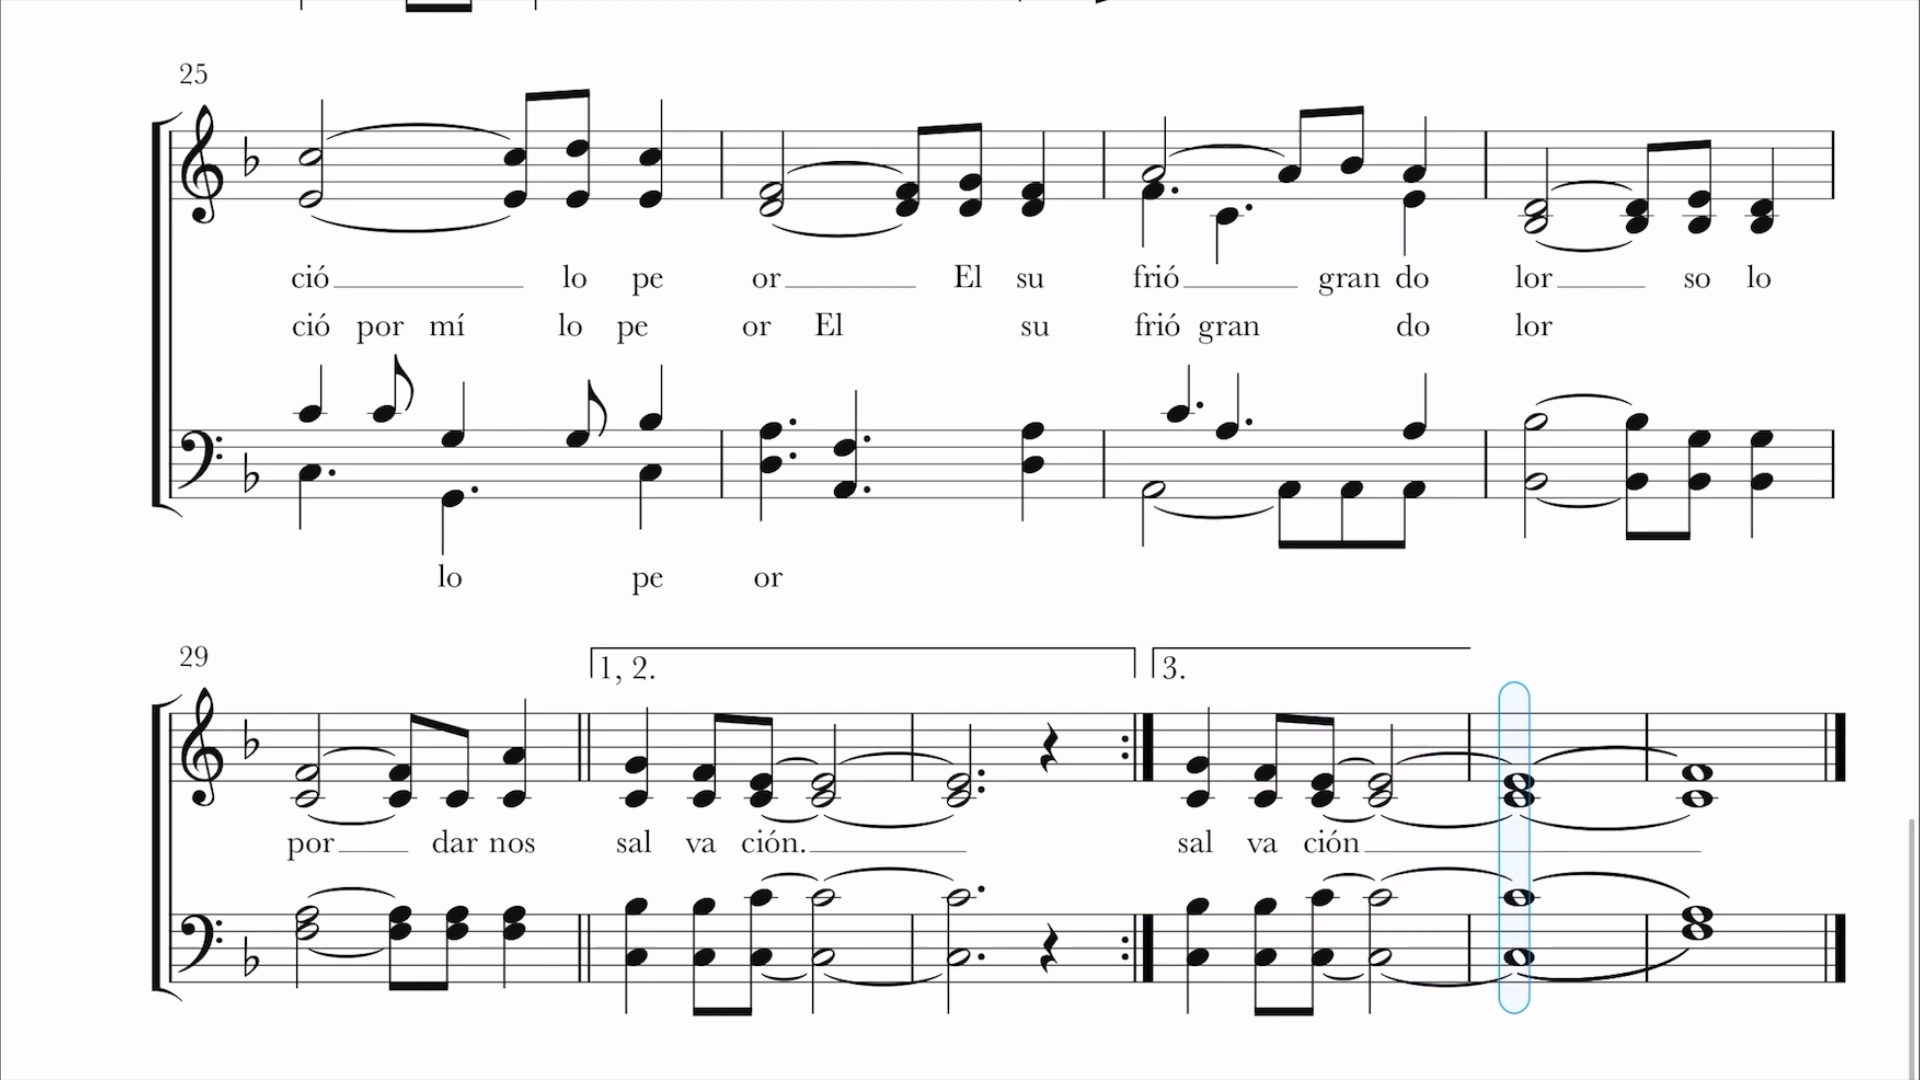 25
ció lo pe or El su frió gran do lor so lo
ció por mí lo pe or El su frió gran do lor
lo pe or
29
1, 2. 3.
por dar nos sal va ción. sal va ción